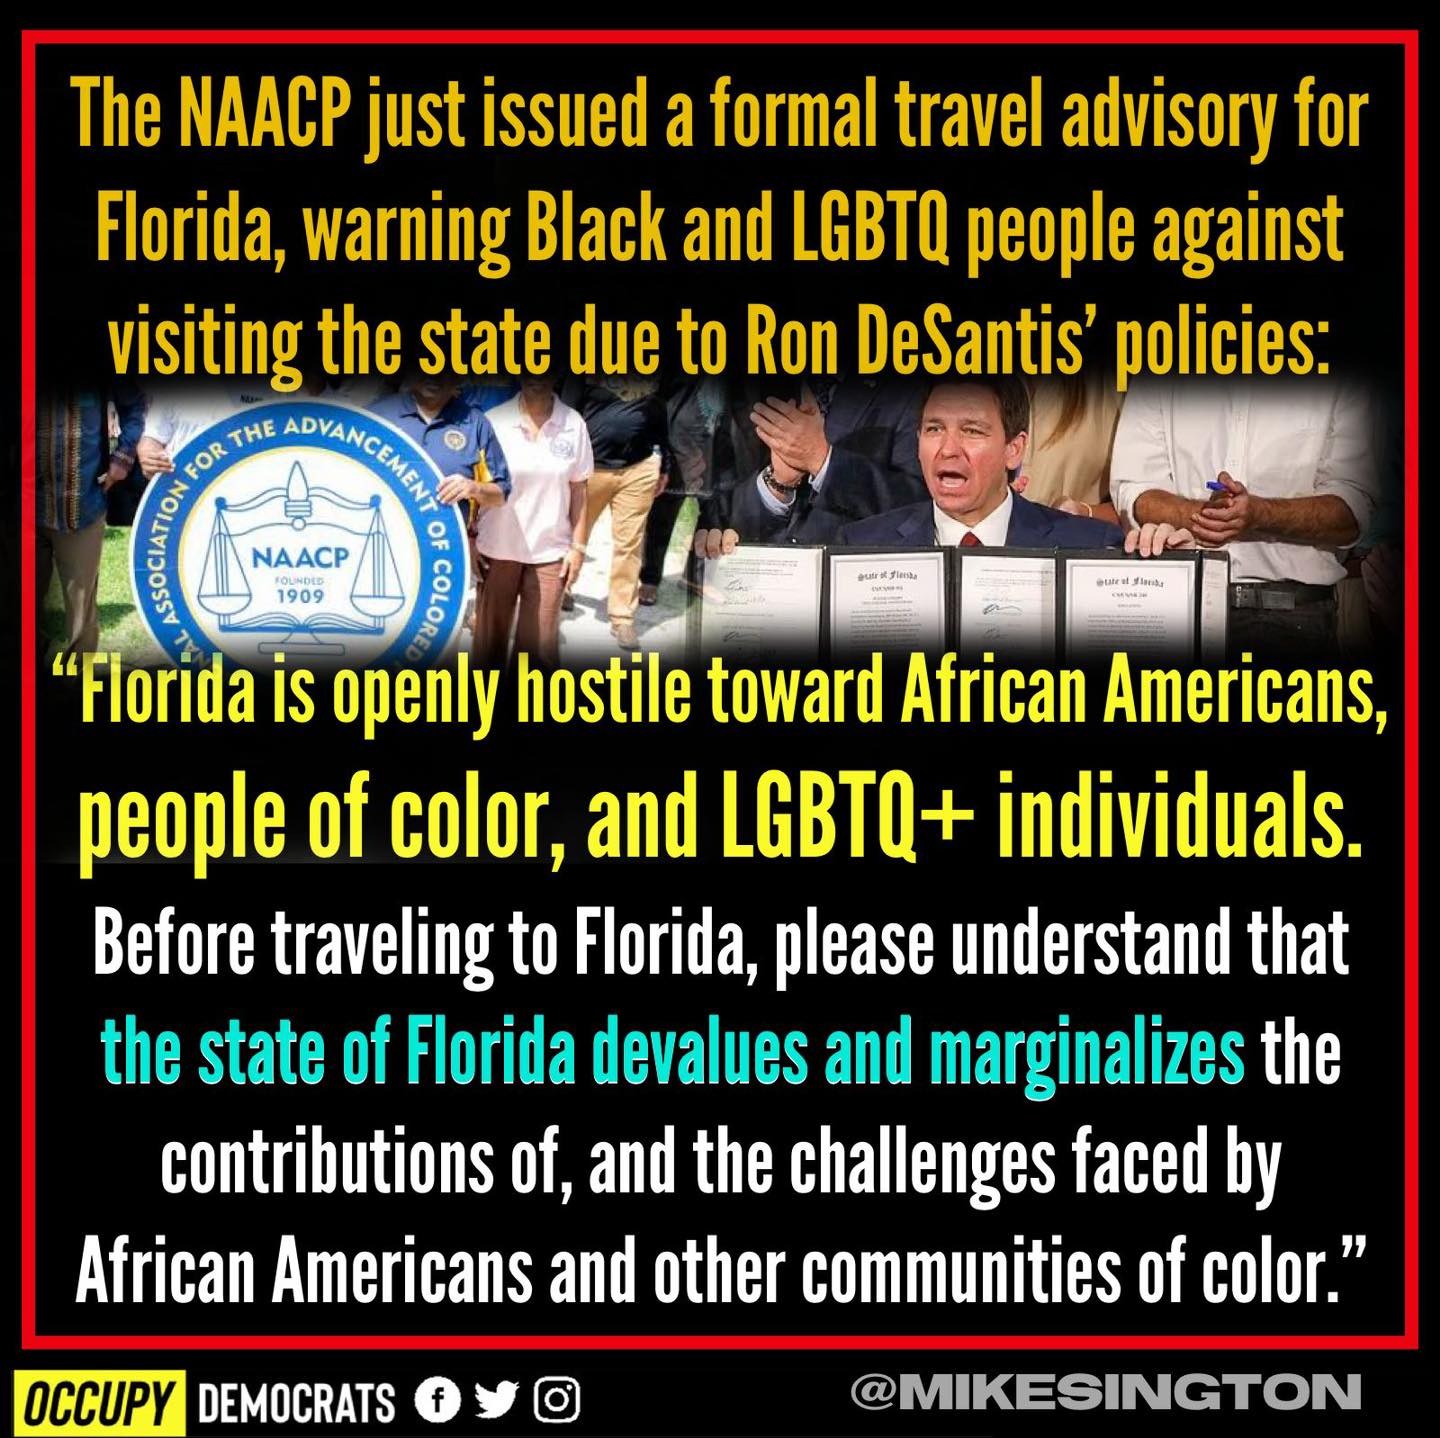 The NAACP just issued a formal travel advisory for
Florida, warning Black and LGBTQ people against
visiting the state due to Ron DeSantis’ policies:
NAL ASSOCIATION FOR THE ADVANCEMENT OF COLORED
NAACP
FOUNDED
1909
State of Florida
State of Florida
“Florida is openly hostile toward African Americans,
people of color, and LGBTQ+ individuals.
Before traveling to Florida, please understand that
the state of Florida devalues and marginalizes the
contributions of, and the challenges faced by
African Americans and other communities of color.”
OCCUPY DEMOCRATS
@MIKESINGTON